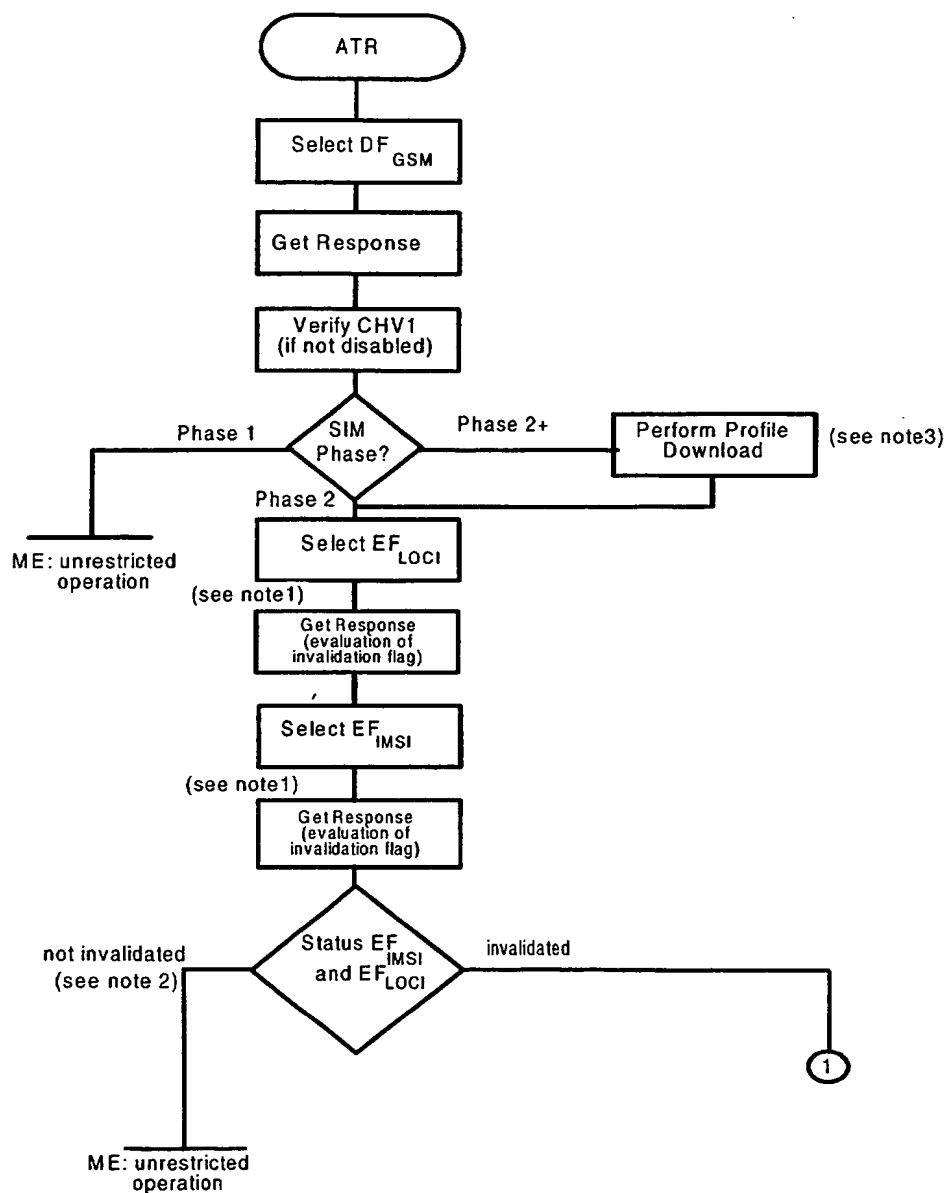 ATR
Select DF GSM
Get Response
Verify CHV1
(if not disabled)
Phase 1
SIM
Phase?
Phase 2+
Perform Profile
Download
(see note3)
Phase 2
ME: unrestricted
operation
Select EF LOCI
(see note1)
Get Response
(evaluation of
invalidation flag)
Select EF IMSI
(see note1)
Get Response
(evaluation of
invalidation flag)
not invalidated
(see note 2)
Status EF IMSI
and EF LOCI
invalidated
1
ME: unrestricted
operation